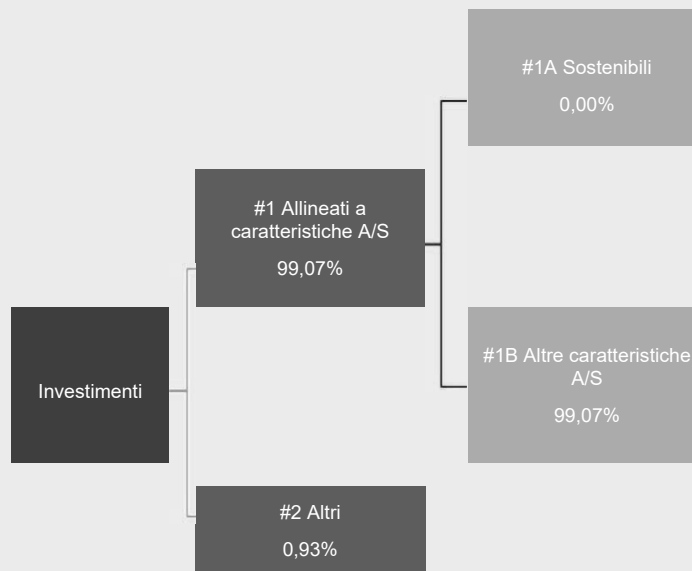 #1A Sostenibili
0,00%
#1 Allineati a
caratteristiche A/S
99,07%
#1B Altre caratteristiche
A/S
99,07%
Investimenti
#2 Altri
0,93%